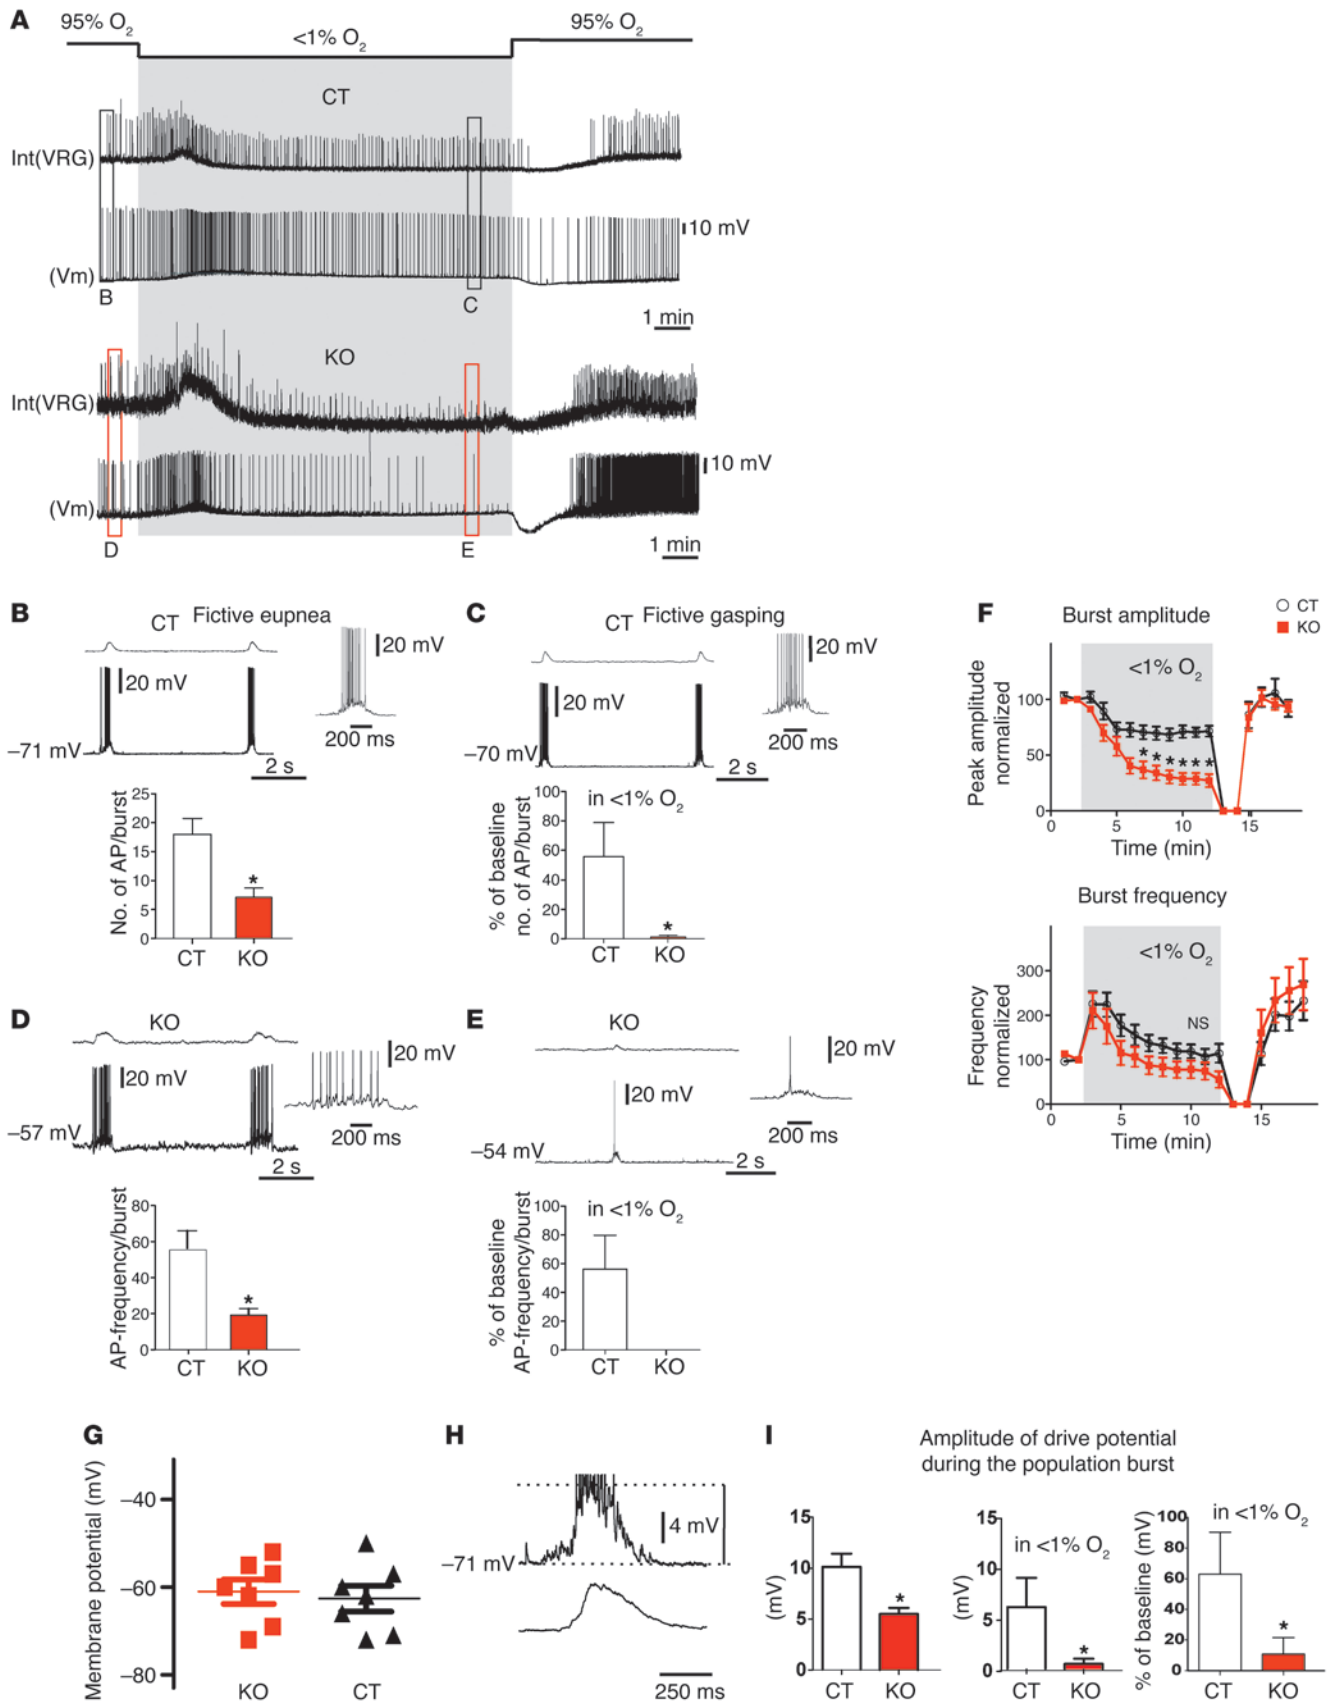 A
95% O2
<1% O2
95% O2
CT
Int(VRG)
10 mV
(Vm)
B
C
1 min
KO
Int(VRG)
10 mV
(Vm)
D
E
1 min
B
CT
Fictive eupnea
20 mV
20 mV
–71 mV
200 ms
2 s
25
20
15
10
5
0
No. of AP/burst
*
CT
KO
C
CT
Fictive gasping
20 mV
20 mV
–70 mV
200 ms
2 s
100
80
60
40
20
0
% of baseline
no. of AP/burst
in <1% O2
*
CT
KO
D
KO
20 mV
20 mV
–57 mV
200 ms
2 s
80
60
40
20
0
AP-frequency/burst
*
CT
KO
E
KO
20 mV
20 mV
–54 mV
200 ms
2 s
100
80
60
40
20
0
% of baseline
AP-frequency/burst
in <1% O2
CT
KO
F
Burst amplitude
CT
KO
<1% O2
Peak amplitude
normalized
100
50
0
* * * * * *
0
5
10
15
Time (min)
Burst frequency
<1% O2
Frequency
normalized
300
200
100
0
NS
0
5
10
15
Time (min)
G
Membrane potential (mV)
–40
–60
–80
KO
CT
H
4 mV
–71 mV
250 ms
I
Amplitude of drive potential
during the population burst
15
10
5
0
(mV)
*
CT
KO
15
10
5
0
(mV)
in <1% O2
*
CT
KO
100
80
60
40
20
0
% of baseline (mV)
in <1% O2
*
CT
KO